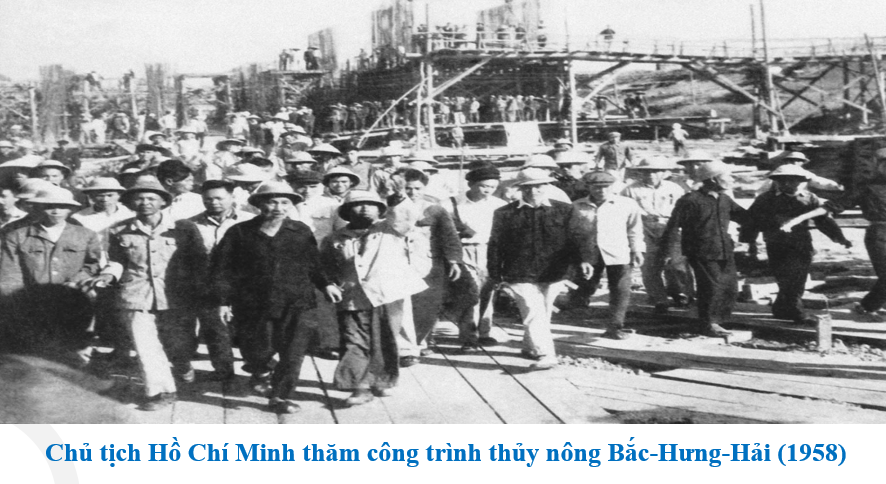 Chủ tịch Hồ Chí Minh thăm công trình thủy nông Bắc-Hưng-Hải (1958)